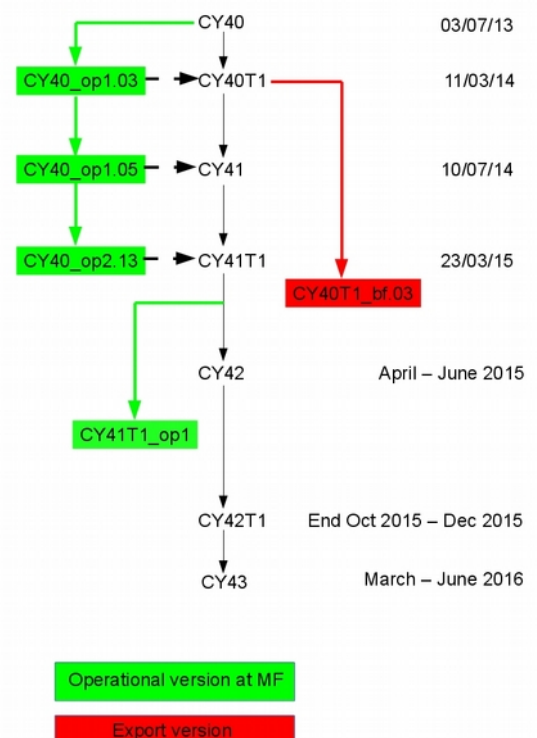 CY40 03/07/13
CY40_op1.03 CY40T1 11/03/14
CY40_op1.05 CY41 10/07/14
CY40_op2.13 CY41T1 23/03/15
CY40T1_bf.03
CY42 April – June 2015
CY41T1_op1
CY42T1 End Oct 2015 – Dec 2015
CY43 March – June 2016
Operational version at MF
Export version